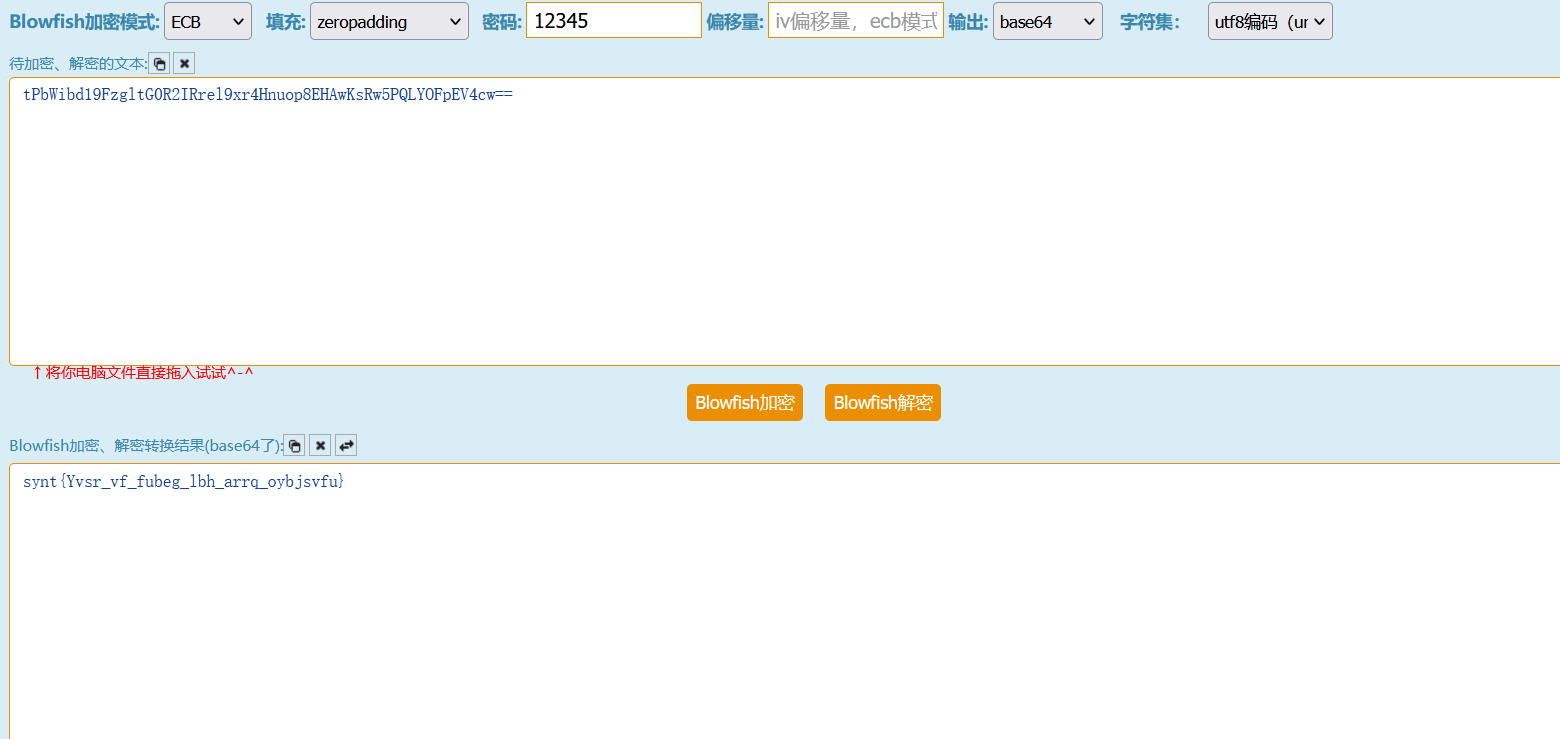 Blowfish加密模式: ECB 填充: zeropadding 密码: 12345 偏移量: iv偏移量，ecb模式 输出: base64 字符集： utf8编码（ur
待加密、解密的文本:
tPbWibd19FzgltG0R2IRrel9xr4Hnuop8EHAwKsRw5PQLYOFpEV4cw==
↑将你电脑文件直接拖入试试^-^
Blowfish加密 Blowfish解密
Blowfish加密、解密转换结果(base64了):
synt{Yvsr_vf_fubeg_lbh_arrq_oybjsvfu}